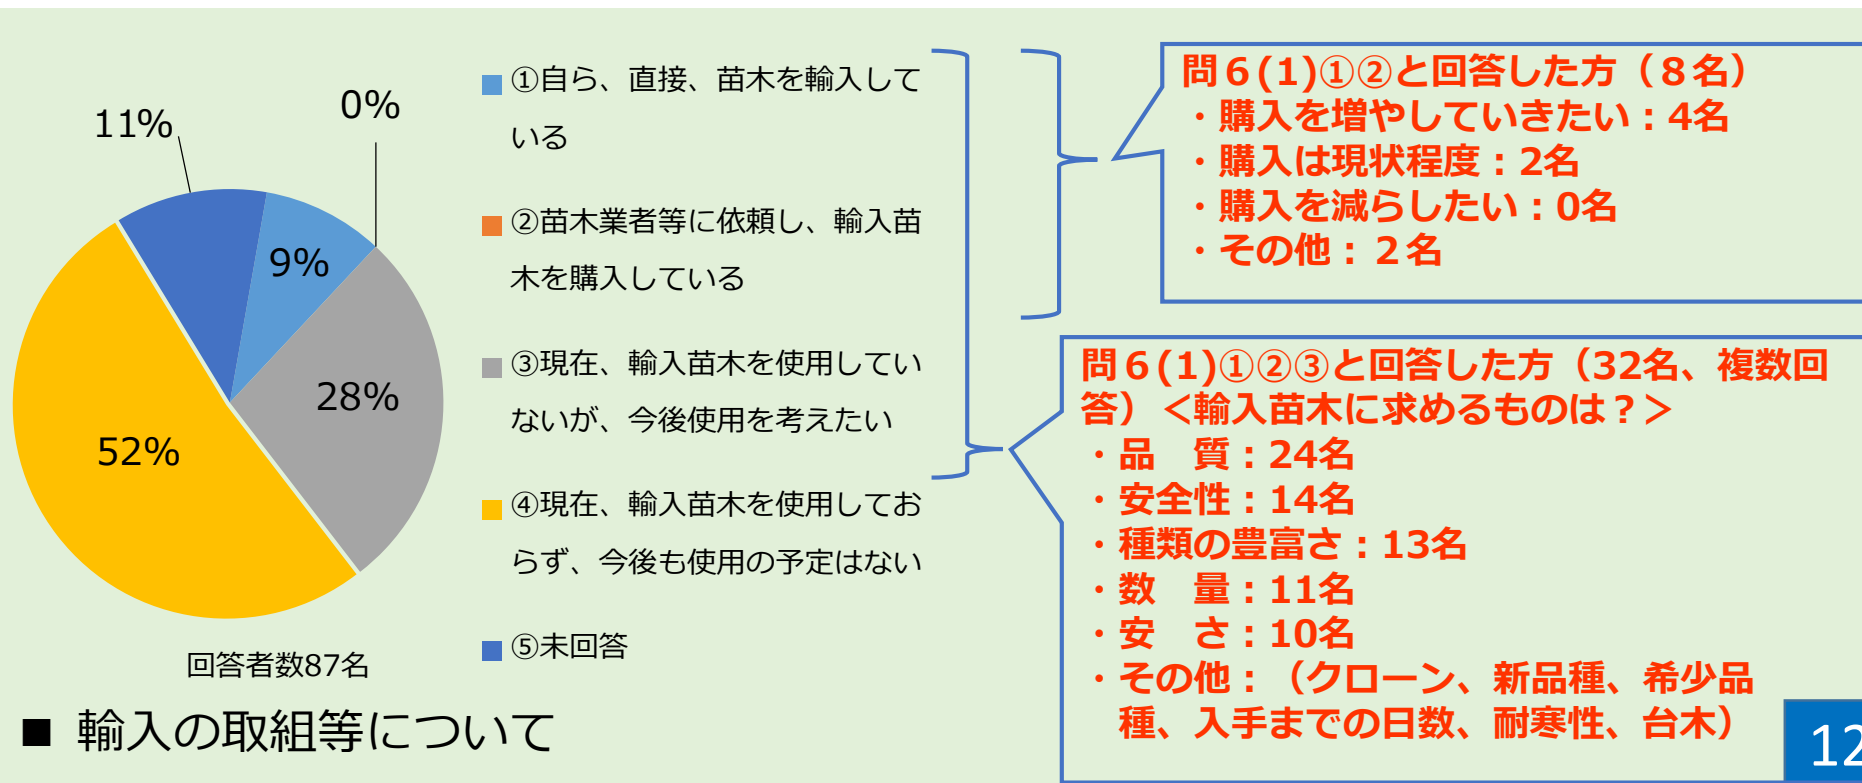 11%
0%
9%
28%
52%
回答者数87名
①自ら、直接、苗木を輸入して
いる
②苗木業者等に依頼し、輸入苗
木を購入している
③現在、輸入苗木を使用してい
ないが、今後使用を考えたい
④現在、輸入苗木を使用してお
らず、今後も使用の予定はない
⑤未回答
問６(1)①②と回答した方（８名）
・購入を増やしていきたい：4名
・購入は現状程度：2名
・購入を減らしたい：0名
・その他：２名
問６(1)①②③と回答した方（32名、複数回
答）＜輸入苗木に求めるものは？＞
・品　質：24名
・安全性：14名
・種類の豊富さ：13名
・数　量：11名
・安　さ：10名
・その他：（クローン、新品種、希少品
種、入手までの日数、耐寒性、台木）
■ 輸入の取組等について
12